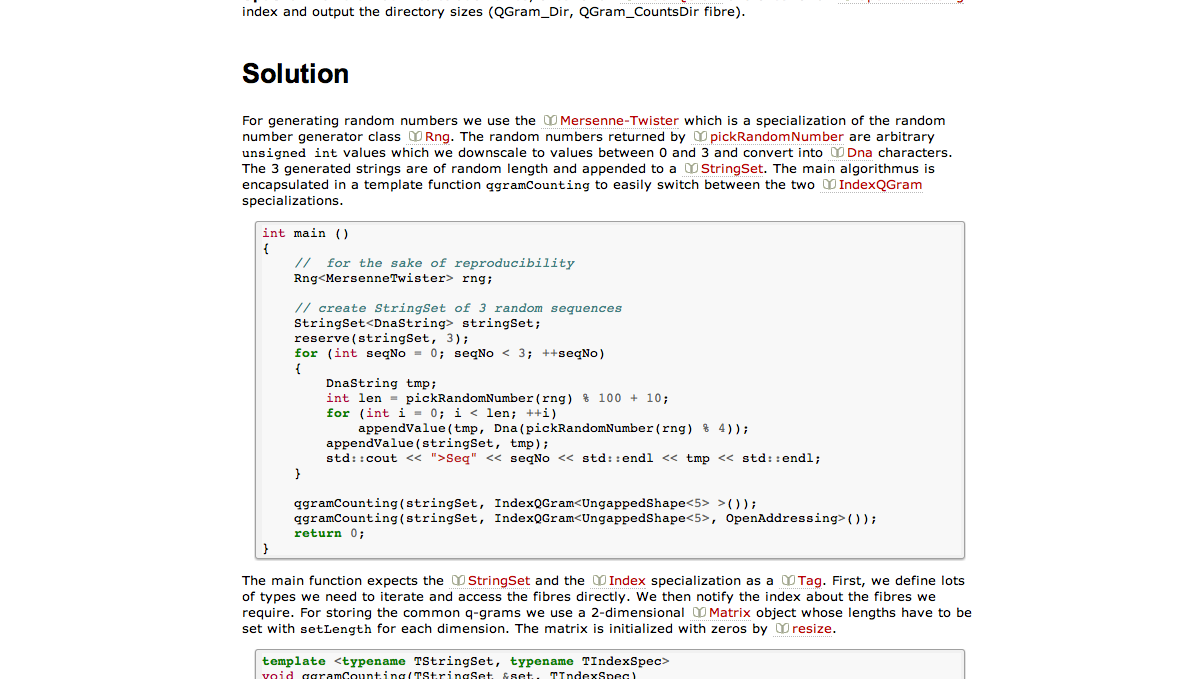 index and output the directory sizes (QGram_Dir, QGram_CountsDir fibre).
Solution
For generating random numbers we use the Mersenne-Twister which is a specialization of the random
number generator class Rng. The random numbers returned by pickRandomNumber are arbitrary
unsigned int values which we downscale to values between 0 and 3 and convert into Dna characters.
The 3 generated strings are of random length and appended to a StringSet. The main algorithmus is
encapsulated in a template function qgramCounting to easily switch between the two IndexQGram
specializations.
int main ()
{
    //  for the sake of reproducibility
    Rng<MersenneTwister> rng;
    // create StringSet of 3 random sequences
    StringSet<DnaString> stringSet;
    reserve(stringSet, 3);
    for (int seqNo = 0; seqNo < 3; ++seqNo)
    {
        DnaString tmp;
        int len = pickRandomNumber(rng) % 100 + 10;
        for (int i = 0; i < len; ++i)
            appendValue(tmp, Dna(pickRandomNumber(rng) % 4));
        appendValue(stringSet, tmp);
        std::cout << ">Seq" << seqNo << std::endl << tmp << std::endl;
    }
    qgramCounting(stringSet, IndexQGram<UngappedShape<5> >());
    qgramCounting(stringSet, IndexQGram<UngappedShape<5>, OpenAddressing>());
    return 0;
}
The main function expects the StringSet and the Index specialization as a Tag. First, we define lots
of types we need to iterate and access the fibres directly. We then notify the index about the fibres we
require. For storing the common q-grams we use a 2-dimensional Matrix object whose lengths have to be
set with setLength for each dimension. The matrix is initialized with zeros by resize.
template <typename TStringSet, typename TIndexSpec>
void qgramCounting(TStringSet &set, TIndexSpec)